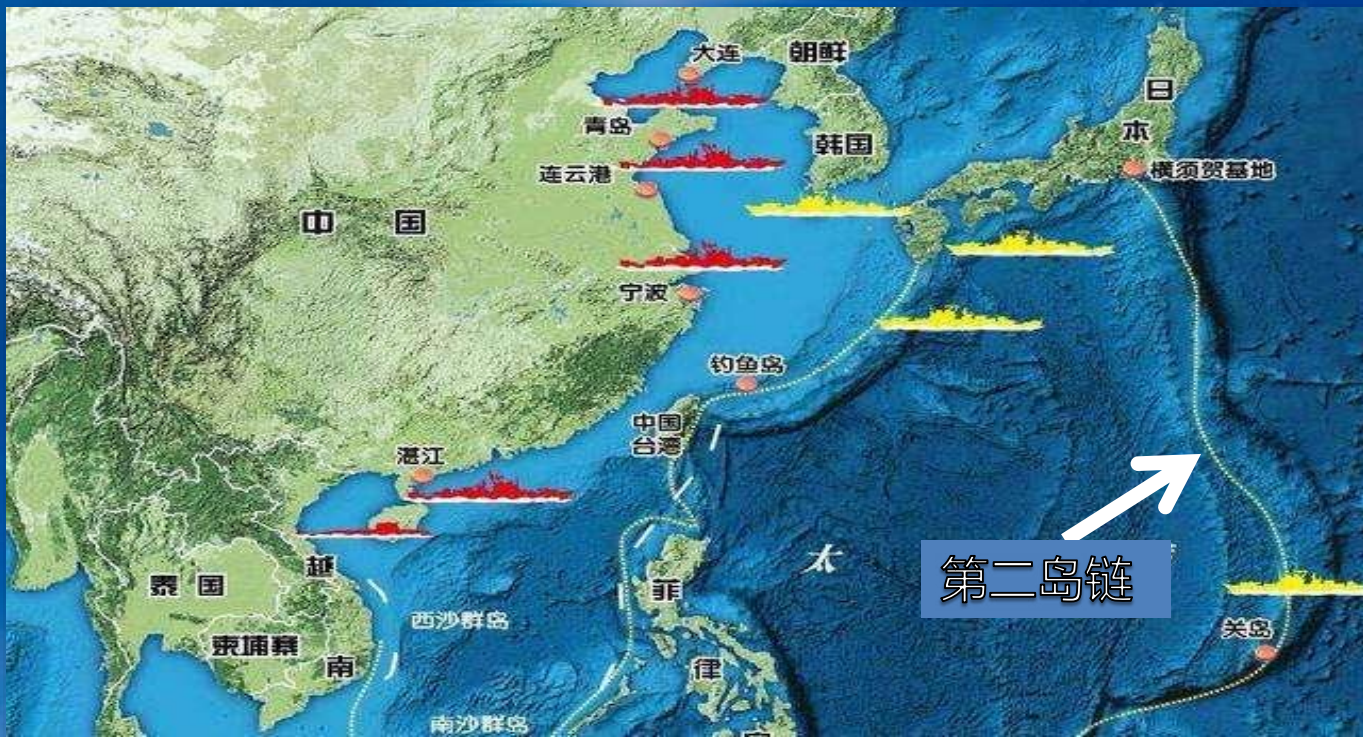 大连
朝鲜
日
本
青岛
韩国
连云港
横须贺基地
中国
宁波
钓鱼岛
中国
台湾
湛江
第二岛链
太
越
南
泰国
菲
律
西沙群岛
柬埔寨
关岛
南沙群岛